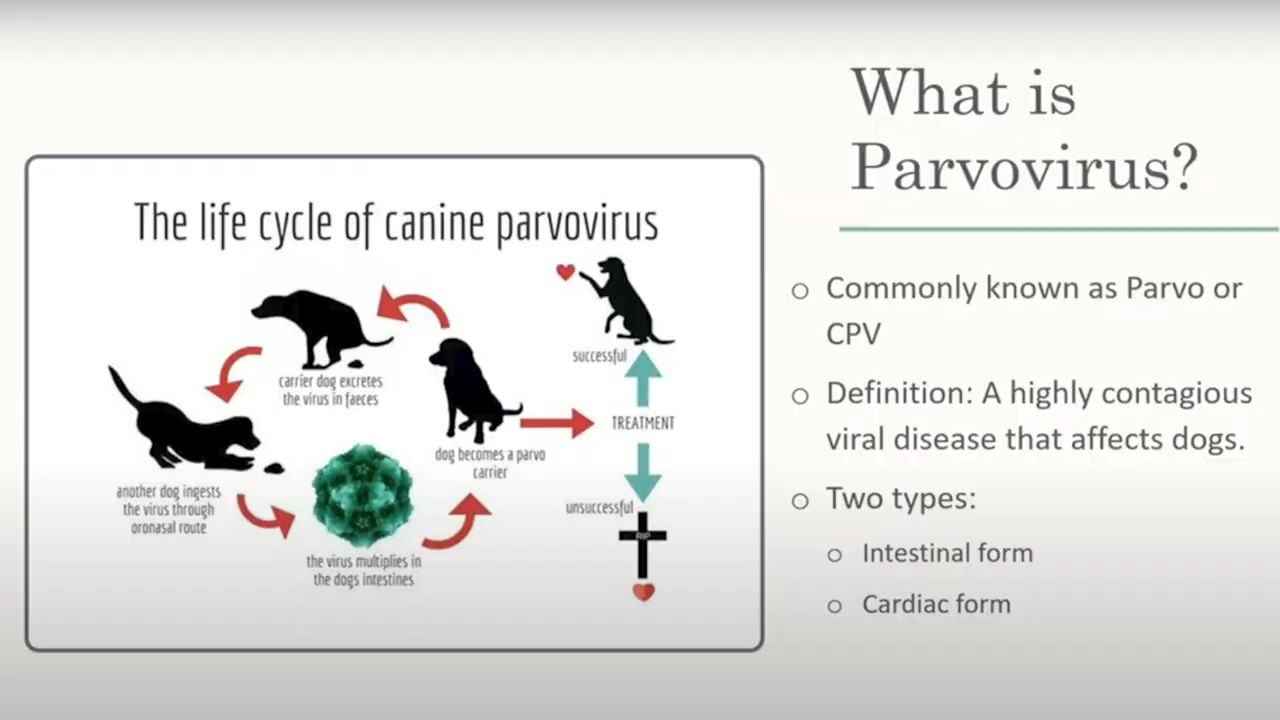 What is
Parvovirus?
The life cycle of canine parvovirus
successful
carrier dog excretes
the virus in faeces
TREATMENT
dog becomes a parvo
carrier
another dog ingests
the virus through
oronasal route
unsuccessful
RIP
the virus multiplies in
the dogs intestines
Commonly known as Parvo or
CPV
Definition: A highly contagious
viral disease that affects dogs.
Two types:
Intestinal form
Cardiac form